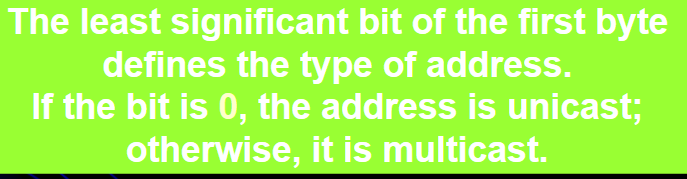 The least significant bit of the first byte
defines the type of address.
If the bit is 0, the address is unicast;
otherwise, it is multicast.